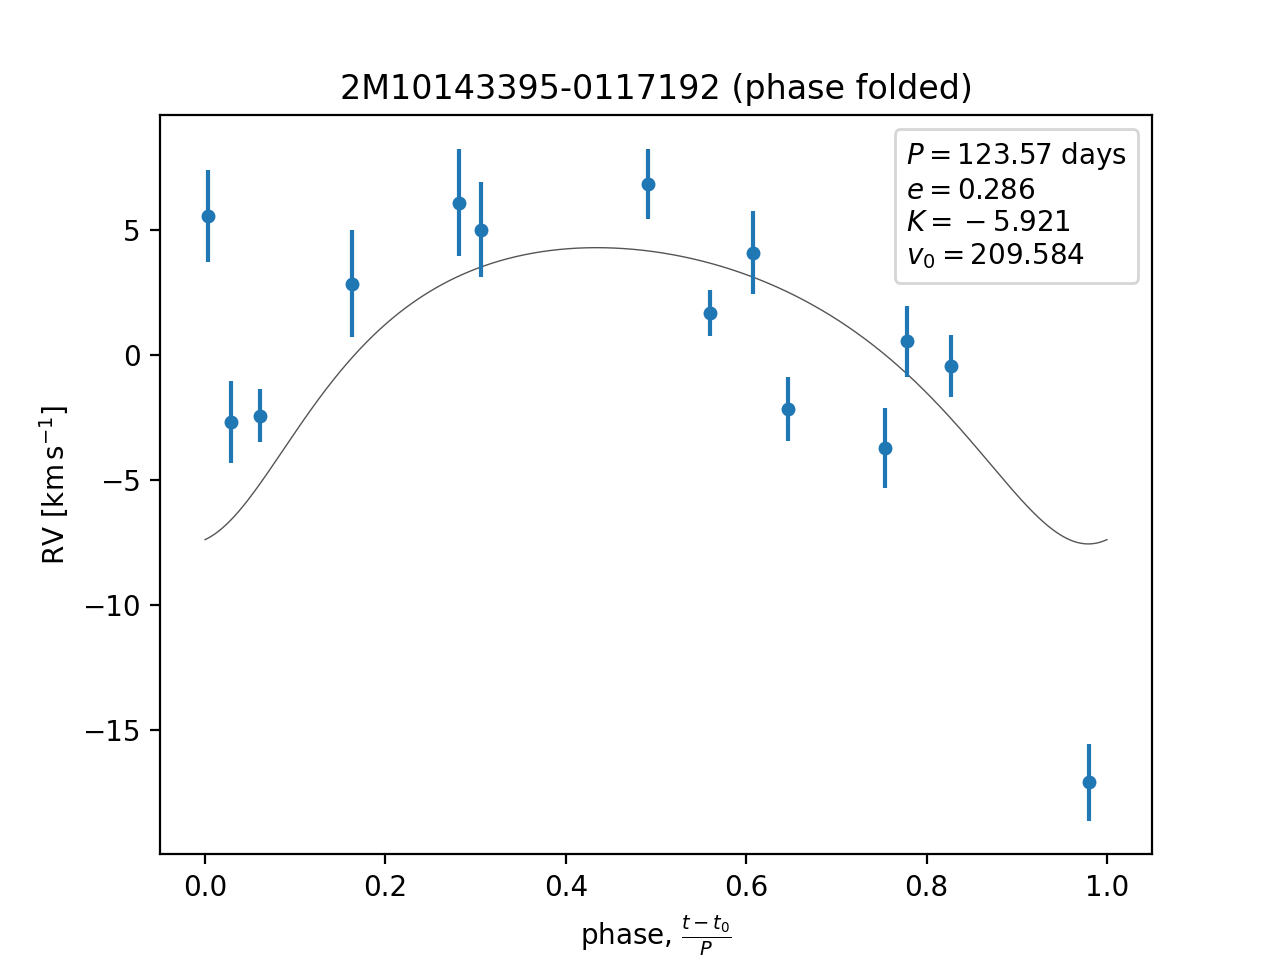 2M10143395-0117192 (phase folded)
P = 123.57 days
e = 0.286
K = −5.921
v₀ = 209.584
5
0
−5
−10
−15
RV [km s⁻¹]
0.0 0.2 0.4 0.6 0.8 1.0
phase, (t − t₀)/P